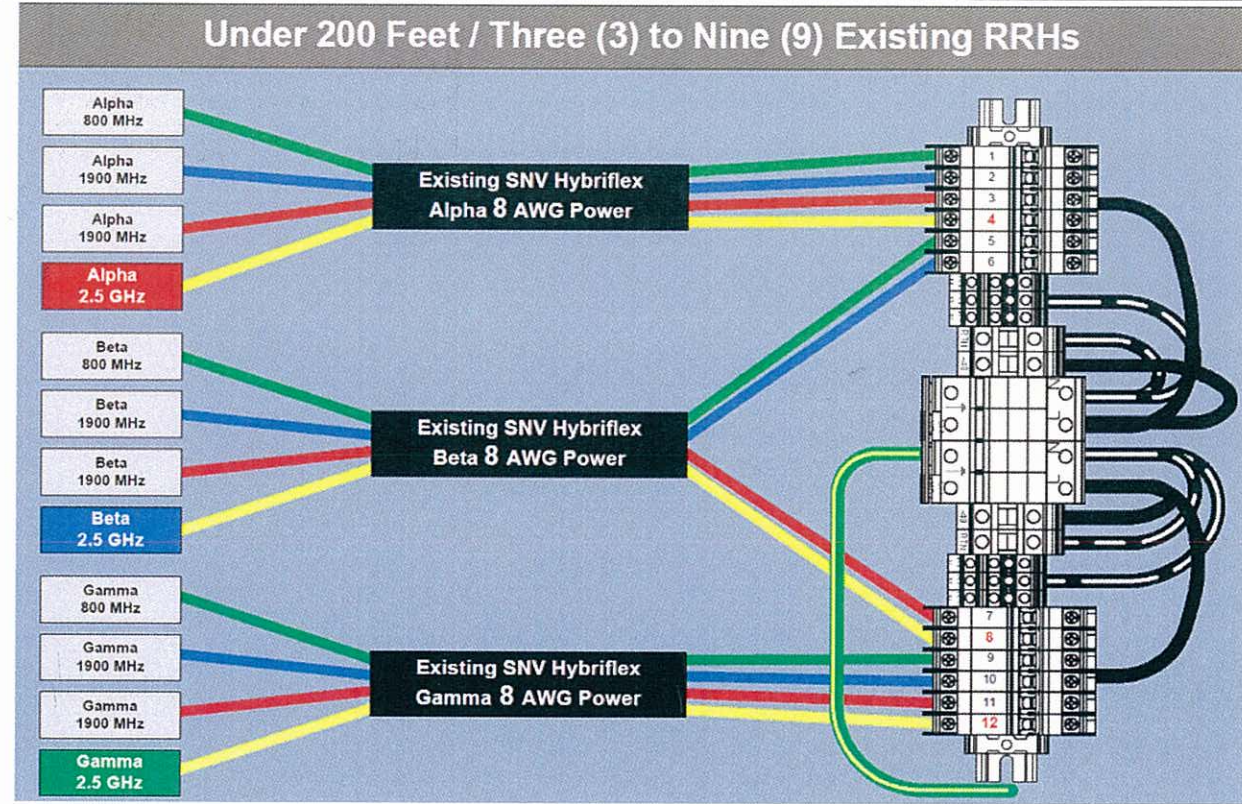 Under 200 Feet / Three (3) to Nine (9) Existing RRHs
Alpha
800 MHz
Alpha
1900 MHz
Alpha
1900 MHz
Alpha
2.5 GHz
Beta
800 MHz
Beta
1900 MHz
Beta
1900 MHz
Beta
2.5 GHz
Gamma
800 MHz
Gamma
1900 MHz
Gamma
1900 MHz
Gamma
2.5 GHz
Existing SNV Hybriflex
Alpha 8 AWG Power
Existing SNV Hybriflex
Beta 8 AWG Power
Existing SNV Hybriflex
Gamma 8 AWG Power
1
2
3
4
5
6
RTN
-48
N
L
N
L
-48
RTN
7
8
9
10
11
12